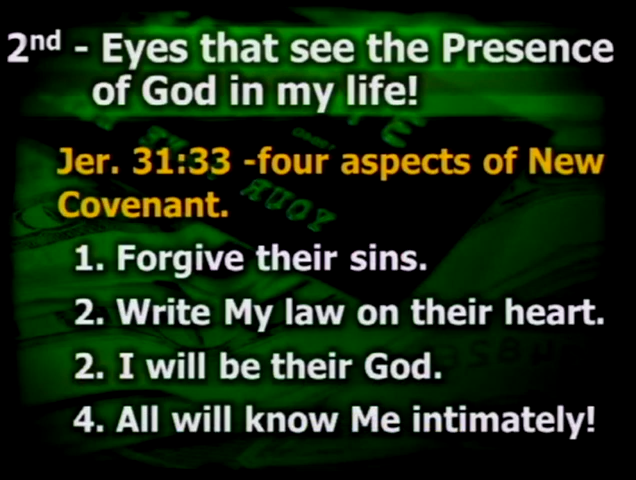 2nd - Eyes that see the Presence
of God in my life!
Jer. 31:33 -four aspects of New
Covenant.
1. Forgive their sins.
2. Write My law on their heart.
2. I will be their God.
4. All will know Me intimately!